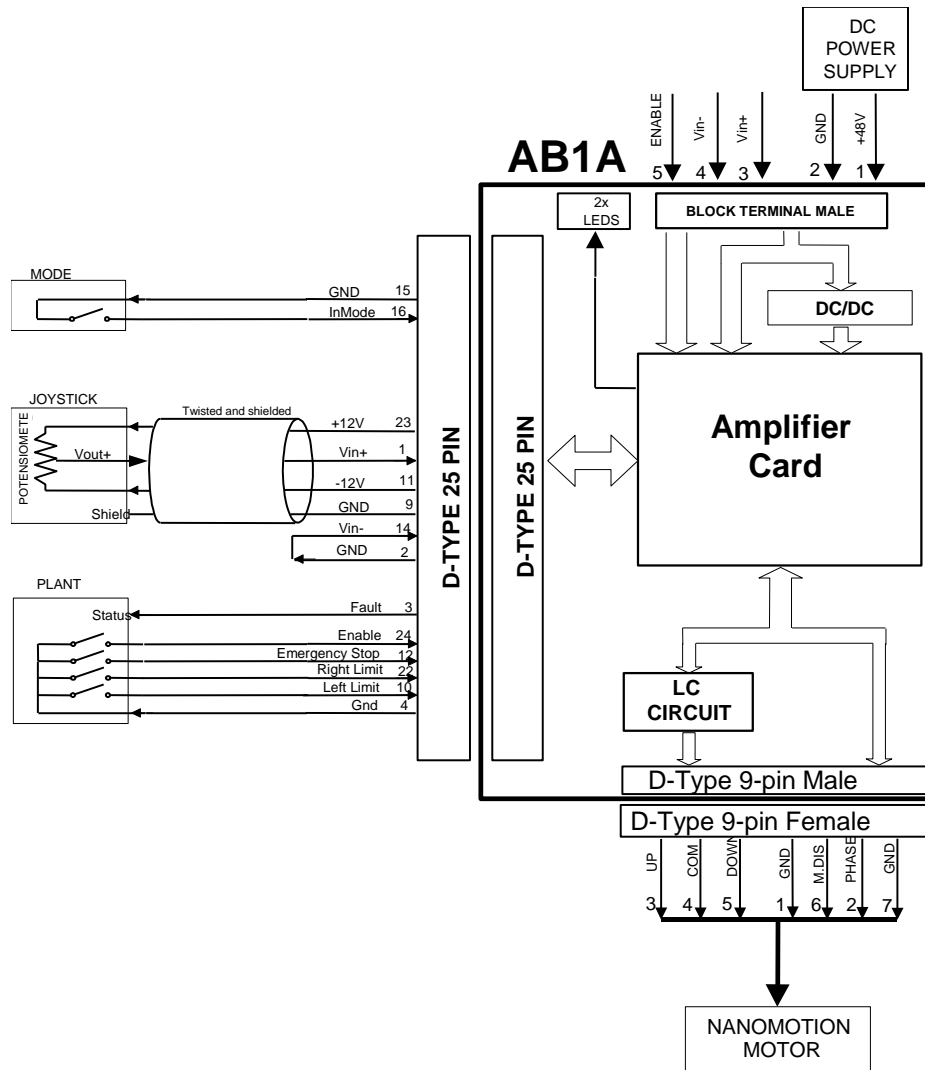 DC
POWER
SUPPLY
ENABLE
Vin-
Vin+
GND
+48V
5
4
3
2
1
AB1A
2x
LEDS
BLOCK TERMINAL MALE
DC/DC
Amplifier
Card
D-TYPE 25 PIN
D-TYPE 25 PIN
MODE
GND 15
InMode 16
JOYSTICK
POTENSIOMETE
Twisted and shielded
Vout+
Shield
+12V 23
Vin+ 1
-12V 11
GND 9
Vin- 14
GND 2
PLANT
Status
Fault 3
Enable 24
Emergency Stop 12
Right Limit 22
Left Limit 10
Gnd 4
LC
CIRCUIT
D-Type 9-pin Male
D-Type 9-pin Female
UP
COM
DOWN
GND
M.DIS
PHASE
GND
3
4
5
1
6
2
7
NANOMOTION
MOTOR